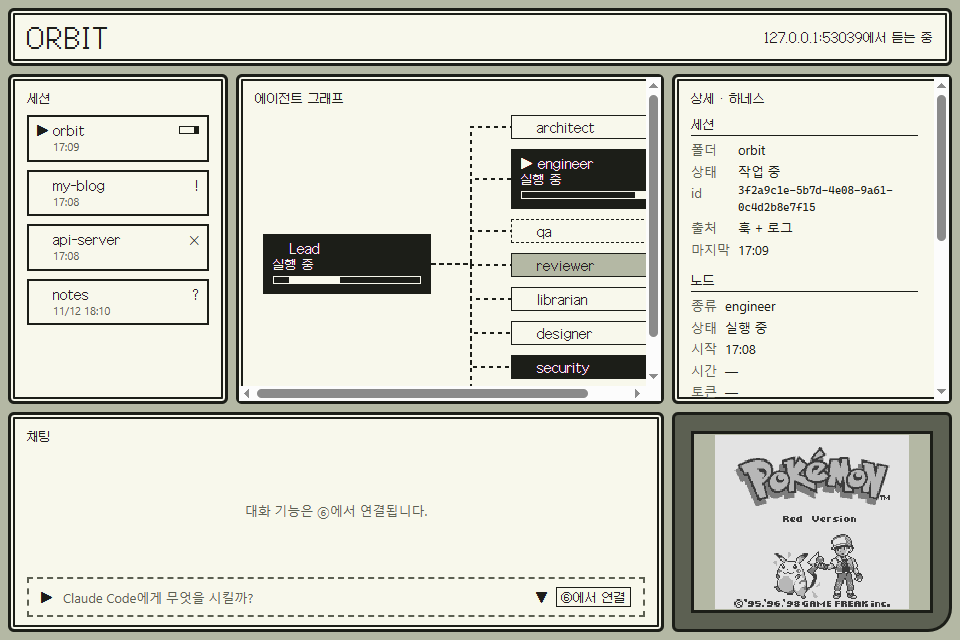 ORBIT
127.0.0.1:53039에서 듣는 중
세션
▶ orbit
17:09
my-blog !
17:08
api-server ×
17:08
notes ?
11/12 18:10
에이전트 그래프
Lead
실행 중
architect
▶ engineer
실행 중
qa
reviewer
librarian
designer
security
상세 · 하네스
세션
폴더 orbit
상태 작업 중
id 3f2a9c1e-5b7d-4e08-9a61-
0c4d2b8e7f15
출처 훅 + 로그
마지막 17:09
노드
종류 engineer
상태 실행 중
시작 17:08
시간 —
토큰 —
채팅
대화 기능은 ⑥에서 연결됩니다.
▶ Claude Code에게 무엇을 시킬까? ▼ ⑥에서 연결
POKéMON TM
Red Version
©'95.'96.'98 GAME FREAK inc.